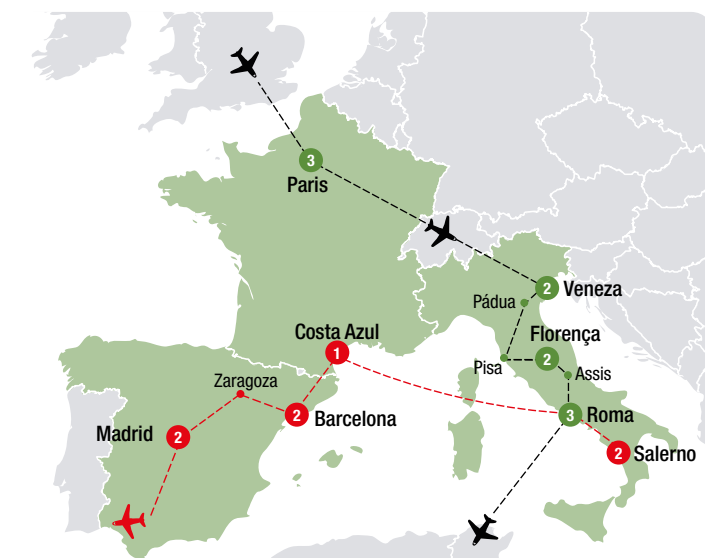 3
Paris
2
Veneza
Pádua
Florença
2
Pisa
Assis
Costa Azul
1
Zaragoza
2
Barcelona
Madrid
2
3
Roma
2
Salerno